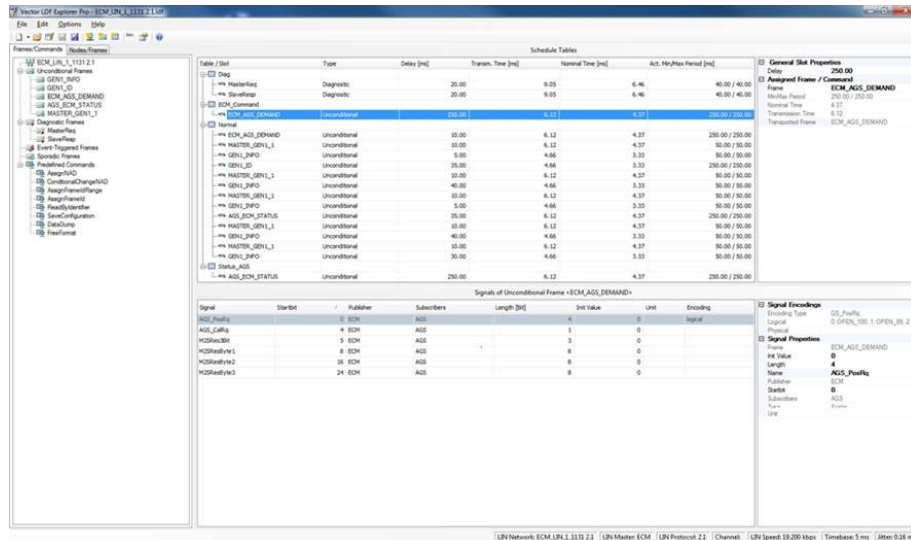 Vector LDF Explorer Pro - ECM_LIN_1_1131 2.1.ldf
File Edit Options Help
Frames/Commands Nodes/Frames
ECM_LIN_1_1131 2.1
Unconditional Frames
GEN1_INFO
GEN1_ID
ECM_AGS_DEMAND
AGS_ECM_STATUS
MASTER_GEN1_1
Diagnostic Frames
MasterReq
SlaveResp
Event-Triggered Frames
Sporadic Frames
Predefined Commands
AssignNAD
ConditionalChangeNAD
AssignFrameIdRange
AssignFrameId
ReadByIdentifier
SaveConfiguration
DataDump
FreeFormat
Schedule Tables
Table / Slot Type Delay [ms] Transm. Time [ms] Nominal Time [ms] Act. Min/Max Period [ms]
Diag
MasterReq Diagnostic 20.00 9.05 6.46 40.00 / 40.00
SlaveResp Diagnostic 20.00 9.05 6.46 40.00 / 40.00
ECM_Command
ECM_AGS_DEMAND Unconditional 250.00 6.12 4.37 250.00 / 250.00
Normal
ECM_AGS_DEMAND Unconditional 10.00 6.12 4.37 250.00 / 250.00
MASTER_GEN1_1 Unconditional 10.00 6.12 4.37 50.00 / 50.00
GEN1_INFO Unconditional 5.00 4.66 3.33 50.00 / 50.00
GEN1_ID Unconditional 35.00 4.66 3.33 250.00 / 250.00
MASTER_GEN1_1 Unconditional 10.00 6.12 4.37 50.00 / 50.00
GEN1_INFO Unconditional 40.00 4.66 3.33 50.00 / 50.00
MASTER_GEN1_1 Unconditional 10.00 6.12 4.37 50.00 / 50.00
GEN1_INFO Unconditional 5.00 4.66 3.33 50.00 / 50.00
AGS_ECM_STATUS Unconditional 35.00 6.12 4.37 250.00 / 250.00
MASTER_GEN1_1 Unconditional 10.00 6.12 4.37 50.00 / 50.00
GEN1_INFO Unconditional 40.00 4.66 3.33 50.00 / 50.00
MASTER_GEN1_1 Unconditional 10.00 6.12 4.37 50.00 / 50.00
GEN1_INFO Unconditional 30.00 4.66 3.33 50.00 / 50.00
Status_AGS
AGS_ECM_STATUS Unconditional 250.00 6.12 4.37 250.00 / 250.00
General Slot Properties
Delay 250.00
Assigned Frame / Command
Frame ECM_AGS_DEMAND
Min/Max Period 250.00 / 250.00
Nominal Time 4.37
Transmission Time 6.12
Transported Frame ECM_AGS_DEMAND
Signals of Unconditional Frame <ECM_AGS_DEMAND>
Signal Startbit / Publisher Subscribers Length [Bit] Init Value Unit Encoding
AGS_PosRq 0 ECM AGS 4 0 logical
AGS_CalRq 4 ECM AGS 1 0
M2SRes3Bit 5 ECM AGS 3 0
M2SResByte1 8 ECM AGS 8 0
M2SResByte2 16 ECM AGS 8 0
M2SResByte3 24 ECM AGS 8 0
Signal Encodings
Encoding Type GS_PosRq
Logical 0: OPEN_100, 1: OPEN_89, 2
Physical
Signal Properties
Frame ECM_AGS_DEMAND
Init Value 0
Length 4
Name AGS_PosRq
Publisher ECM
Startbit 0
Subscribers AGS
Type Scalar
Unit
LIN Network: ECM_LIN_1_1131 2.1 LIN Master: ECM LIN Protocol: 2.1 Channel: LIN Speed: 19.200 kbps Timebase: 5 ms Jitter: 0.16 m